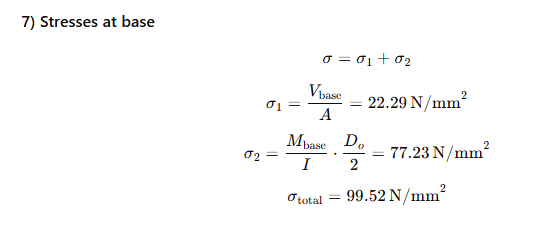 7) Stresses at base
σ = σ₁ + σ₂
σ₁ = V_base / A = 22.29 N/mm²
σ₂ = M_base / I · D_o / 2 = 77.23 N/mm²
σ_total = 99.52 N/mm²